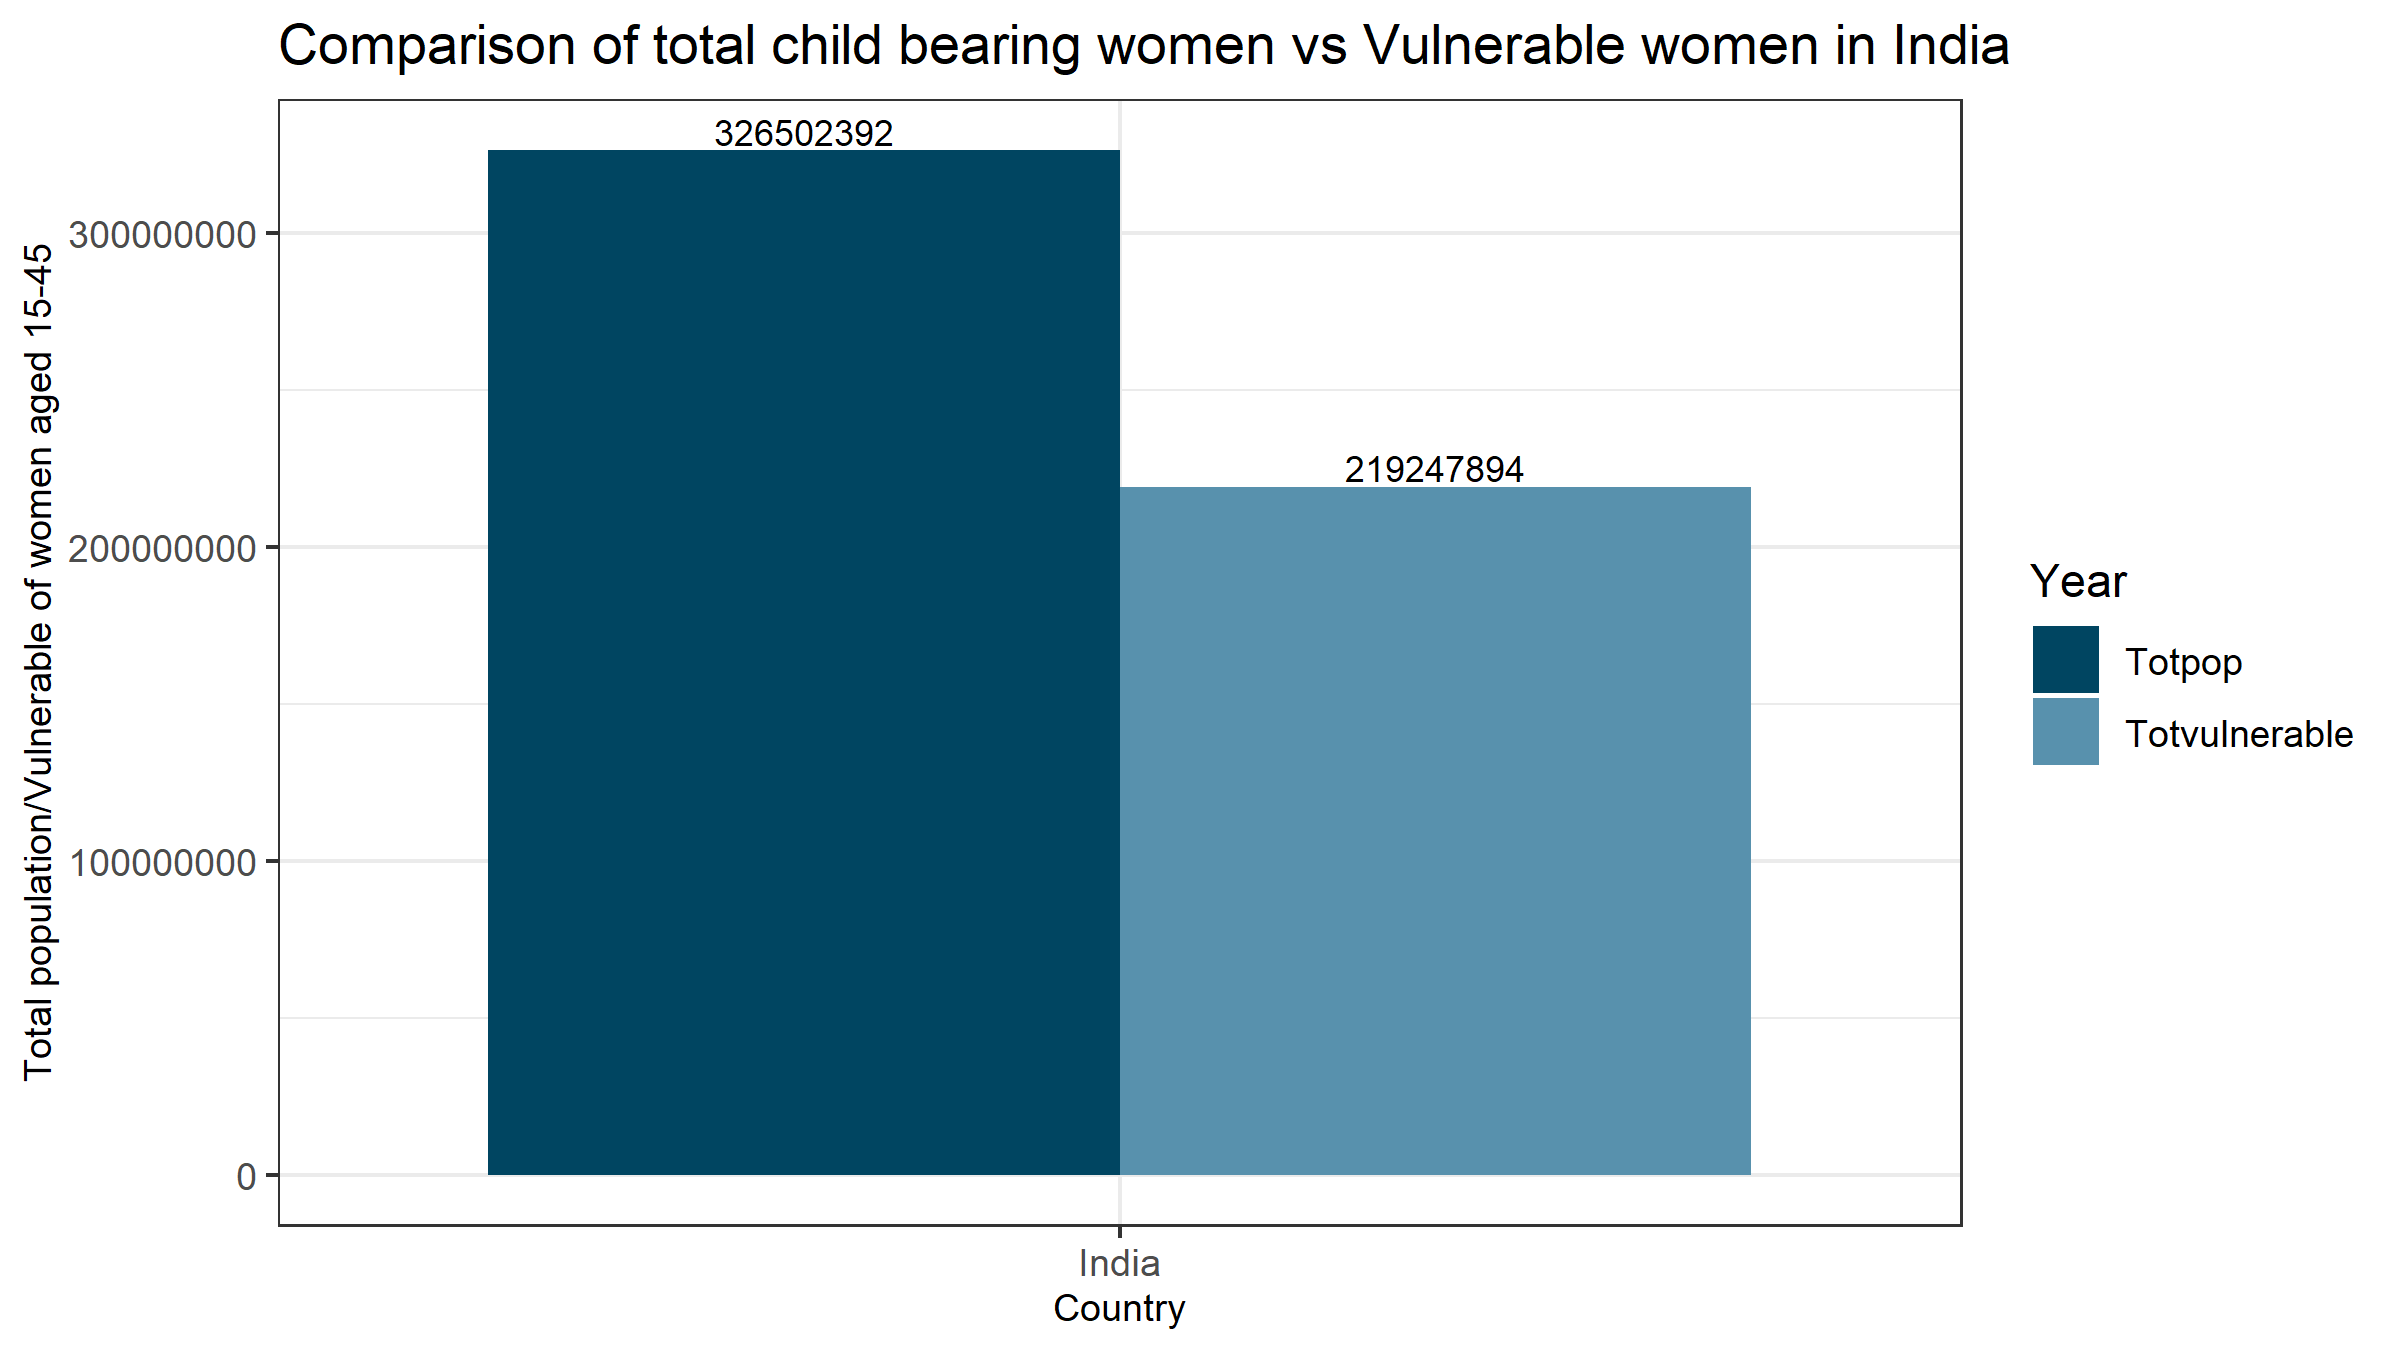 Comparison of total child bearing women vs Vulnerable women in India
Total population/Vulnerable of women aged 15-45
300000000
200000000
100000000
0
326502392
219247894
India
Country
Year
Totpop
Totvulnerable